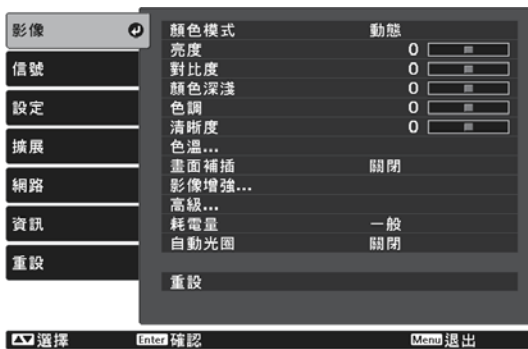 影像
信號
設定
擴展
網路
資訊
重設
顏色模式 動態
亮度 0
對比度 0
顏色深淺 0
色調 0
清晰度 0
色溫...
畫面補插 關閉
影像增強...
高級...
耗電量 一般
自動光圈 關閉
重設
選擇 Enter 確認 Menu 退出